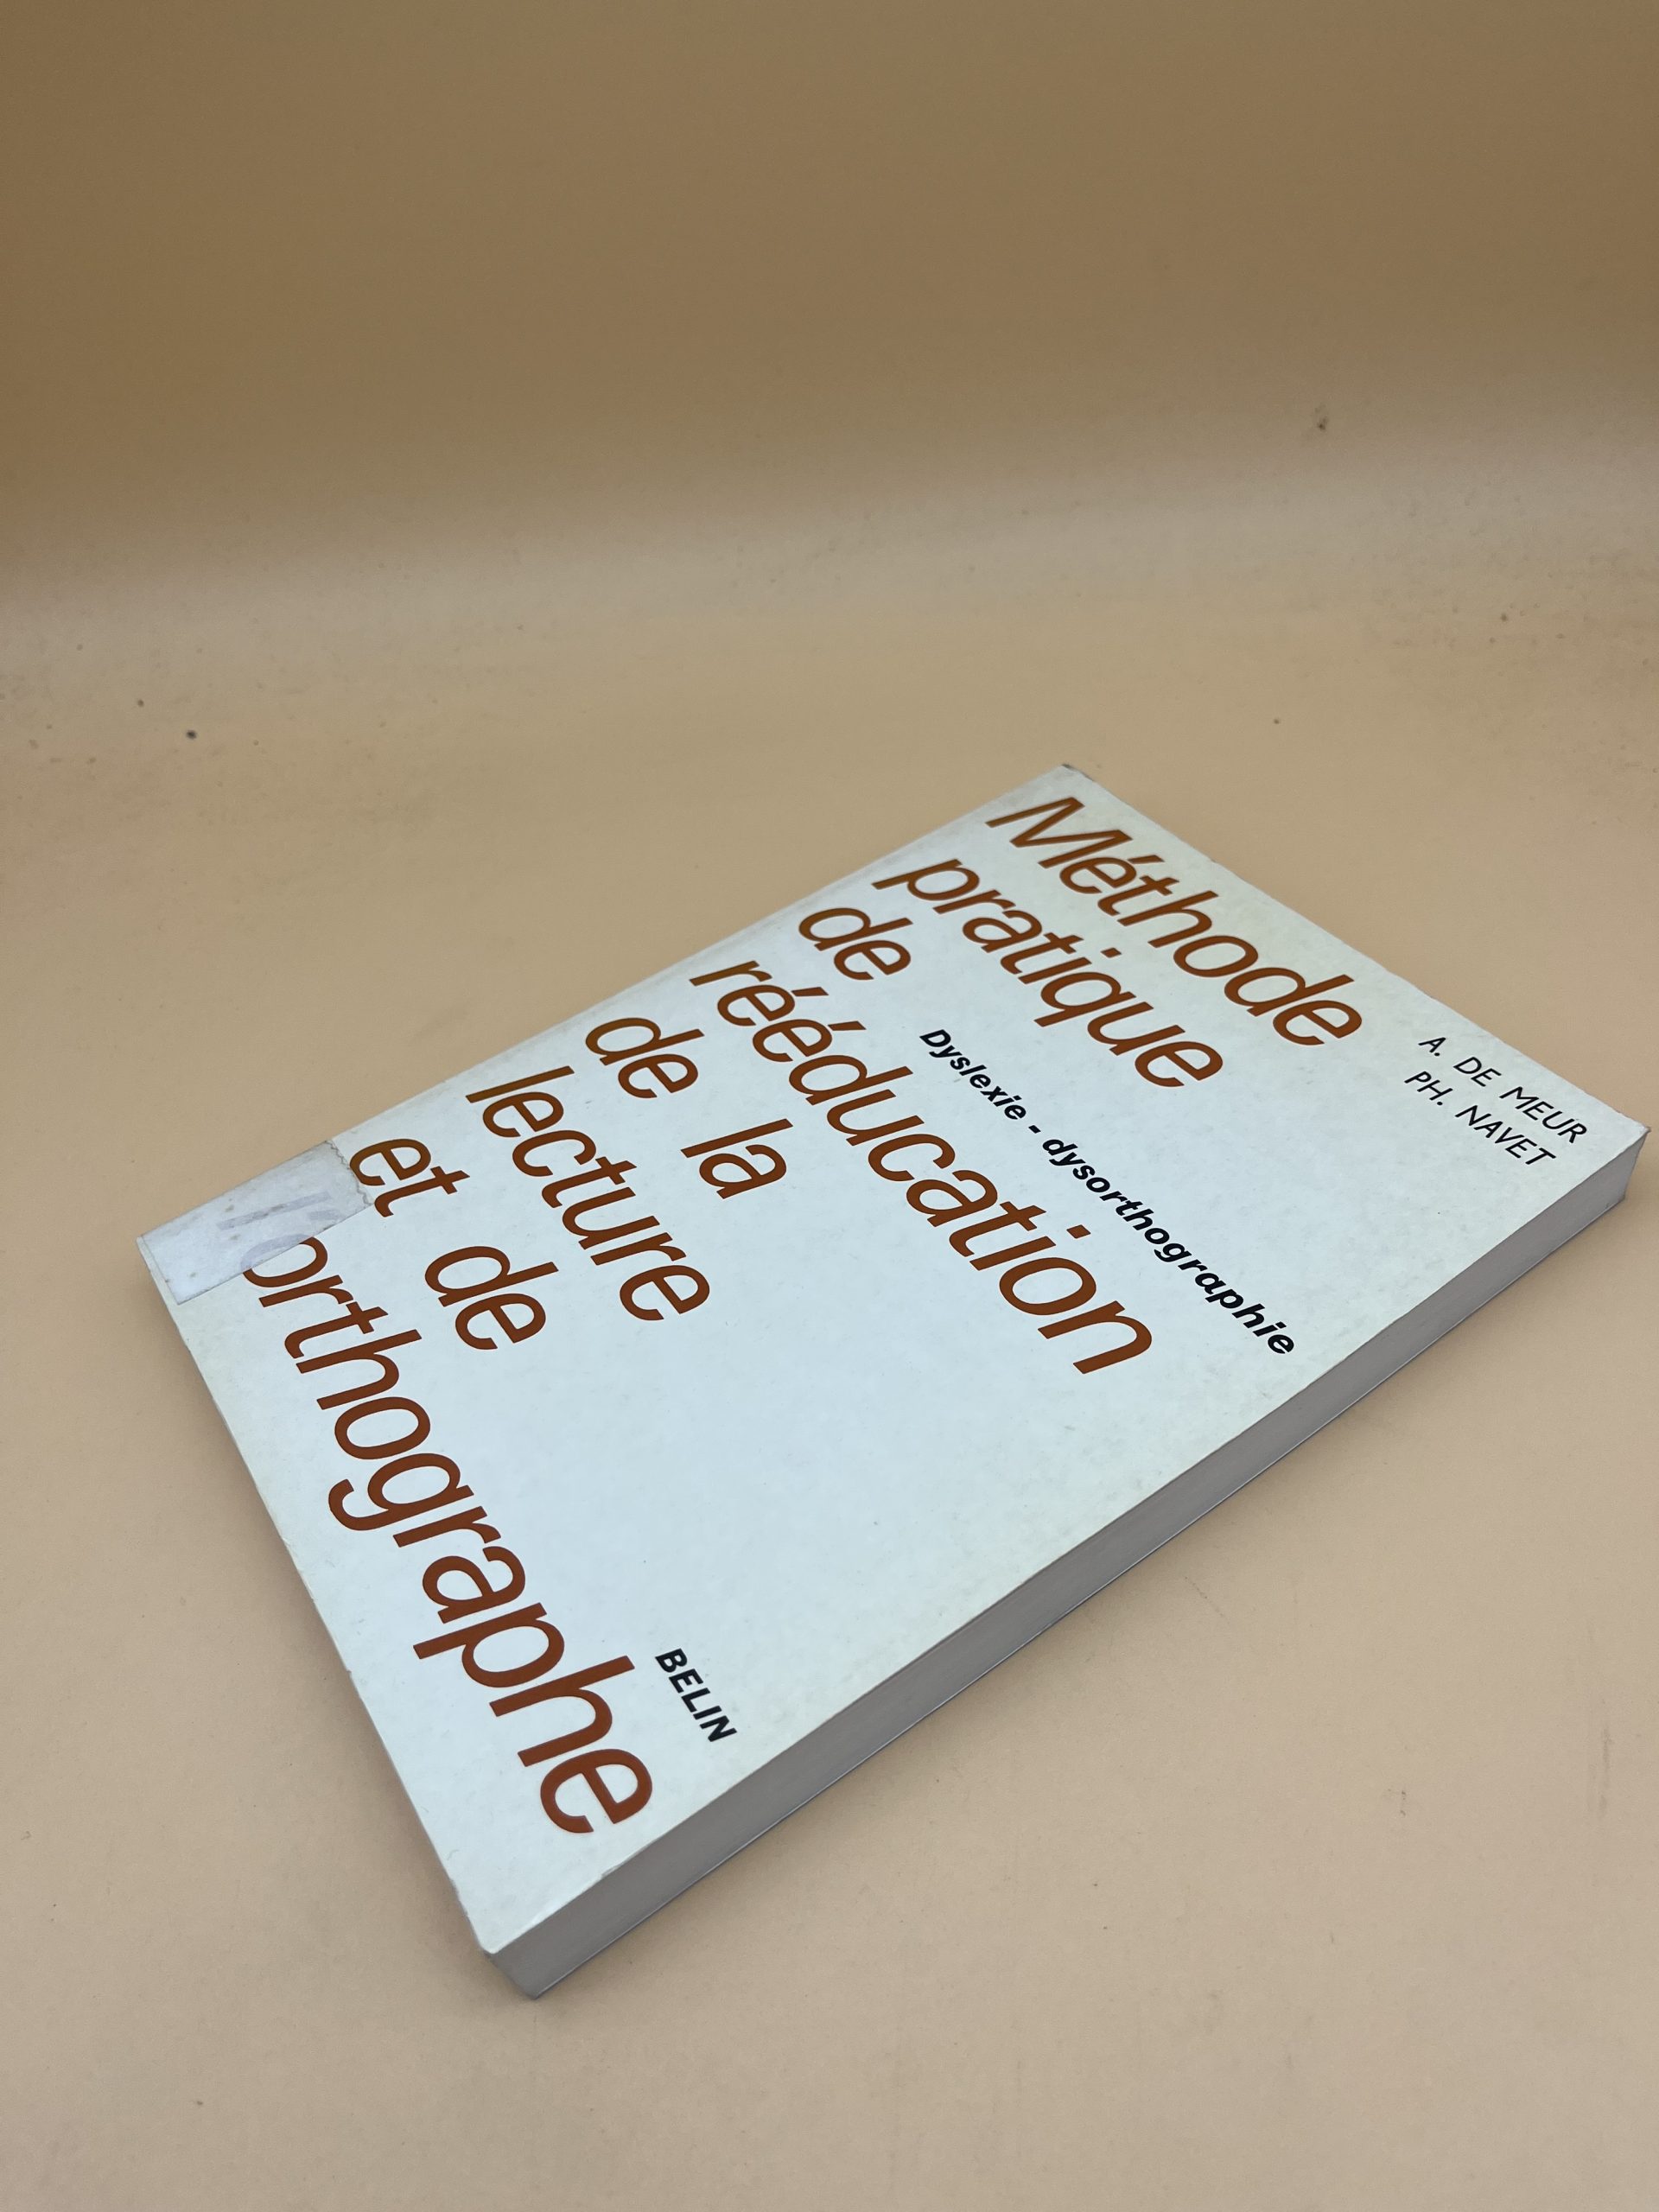 A. DE MEUR
PH. NAVET
Méthode
pratique
de
rééducation
de la
lecture
et de
orthographe
Dyslexie - dysorthographie
BELIN